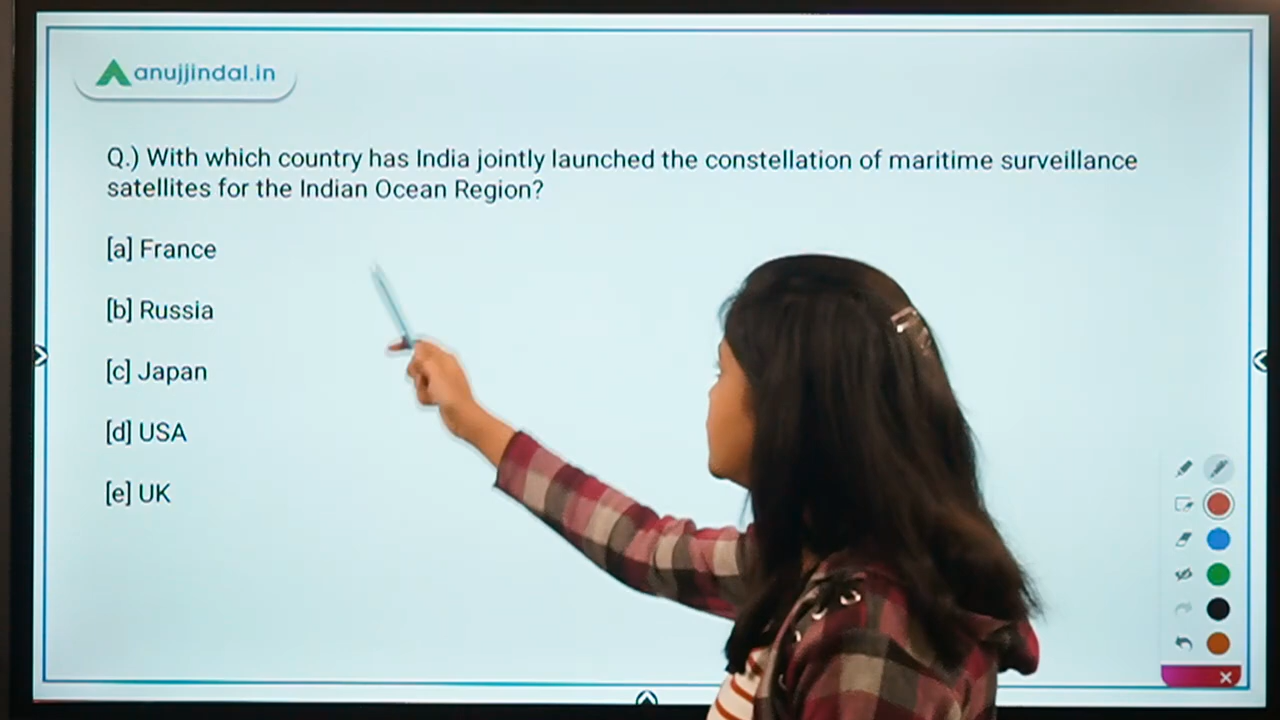 anujjindal.in
Q.) With which country has India jointly launched the constellation of maritime surveillance
satellites for the Indian Ocean Region?
[a] France
[b] Russia
[c] Japan
[d] USA
[e] UK